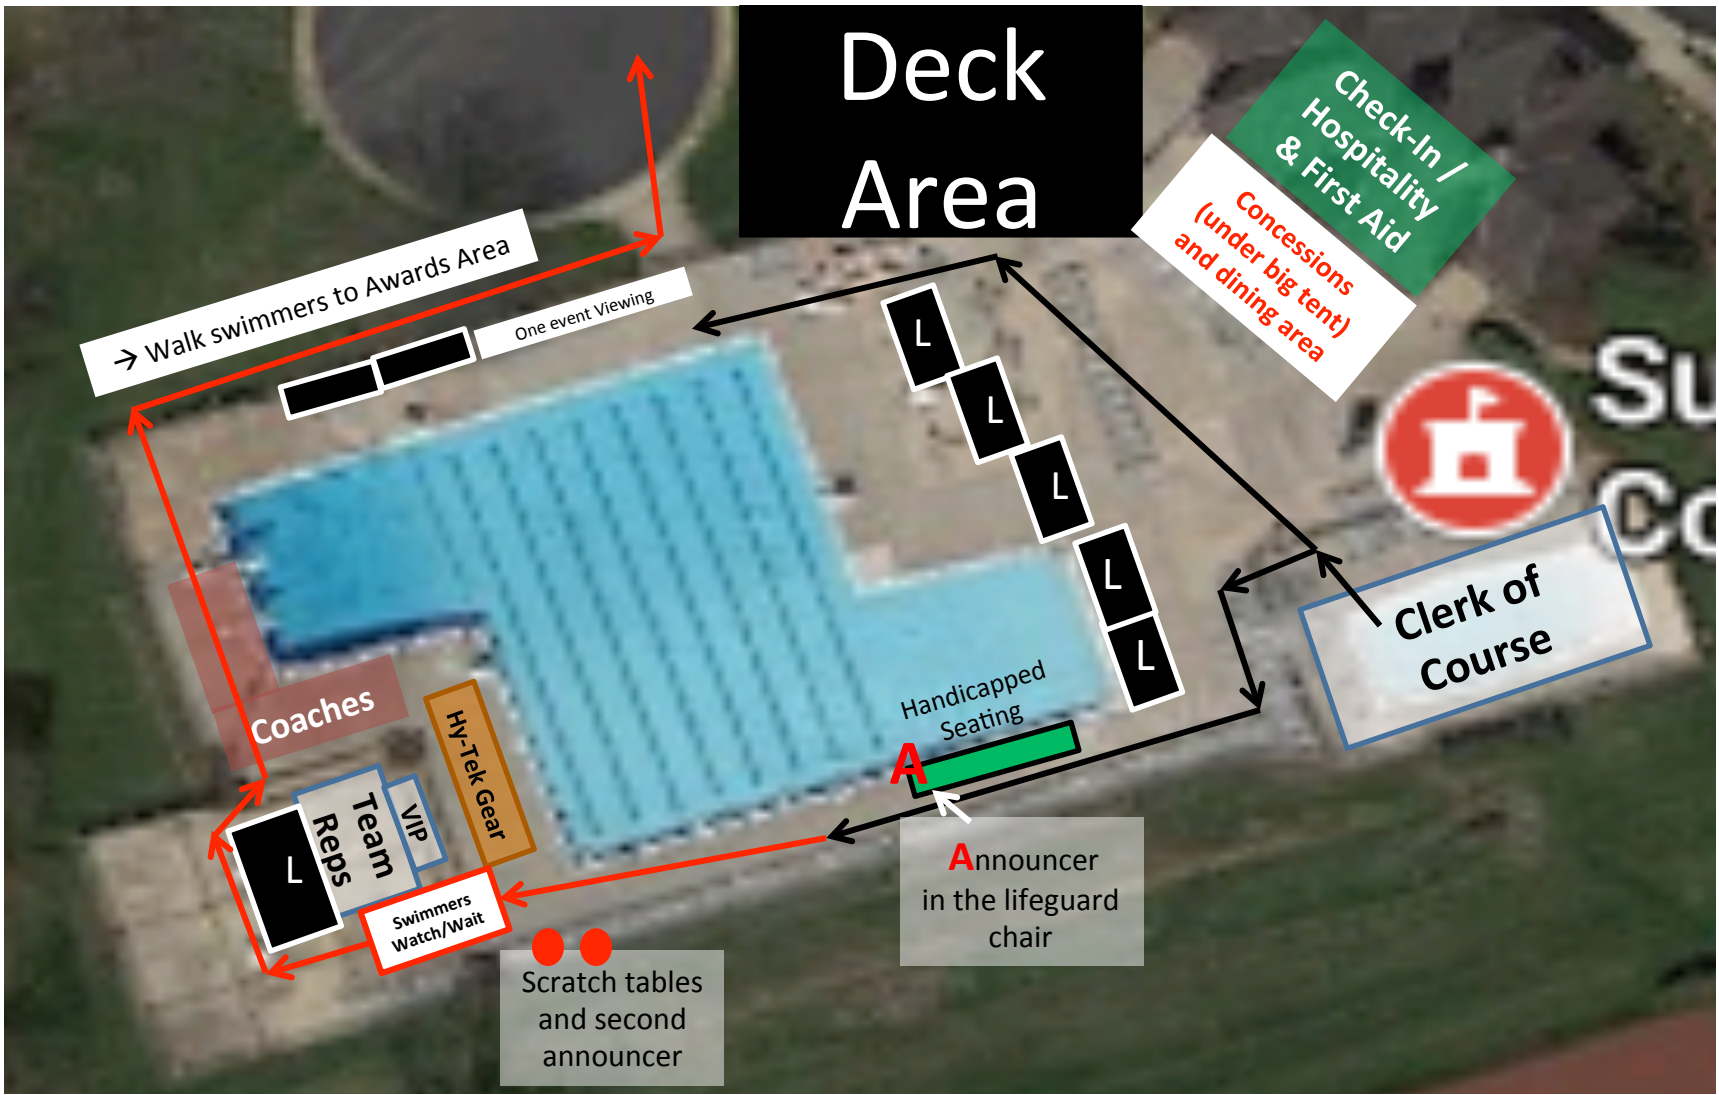 Deck
Area
Check-In /
Hospitality
& First Aid
Concessions
(under big tent)
and dining area
→ Walk swimmers to Awards Area
One event Viewing
L
L
L
L
L
Su
Co
Clerk of
Course
Handicapped
Seating
A
Coaches
Hy-Tek Gear
VIP
Team
Reps
L
Swimmers
Watch/Wait
Announcer
in the lifeguard
chair
Scratch tables
and second
announcer